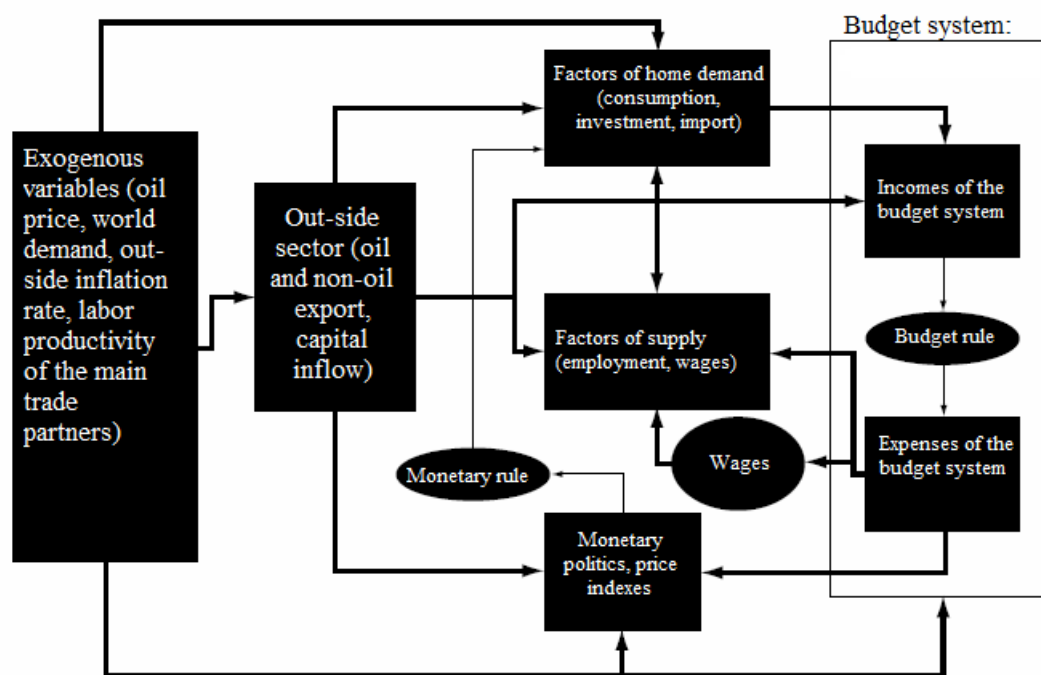 Budget system:
Factors of home demand
(consumption,
investment, import)
Exogenous
variables (oil
price, world
demand, out-
side inflation
rate, labor
productivity
of the main
trade
partners)
Out-side
sector (oil
and non-oil
export,
capital
inflow)
Incomes of the
budget system
Factors of supply
(employment, wages)
Budget rule
Monetary rule
Wages
Expenses of the
budget system
Monetary
politics, price
indexes